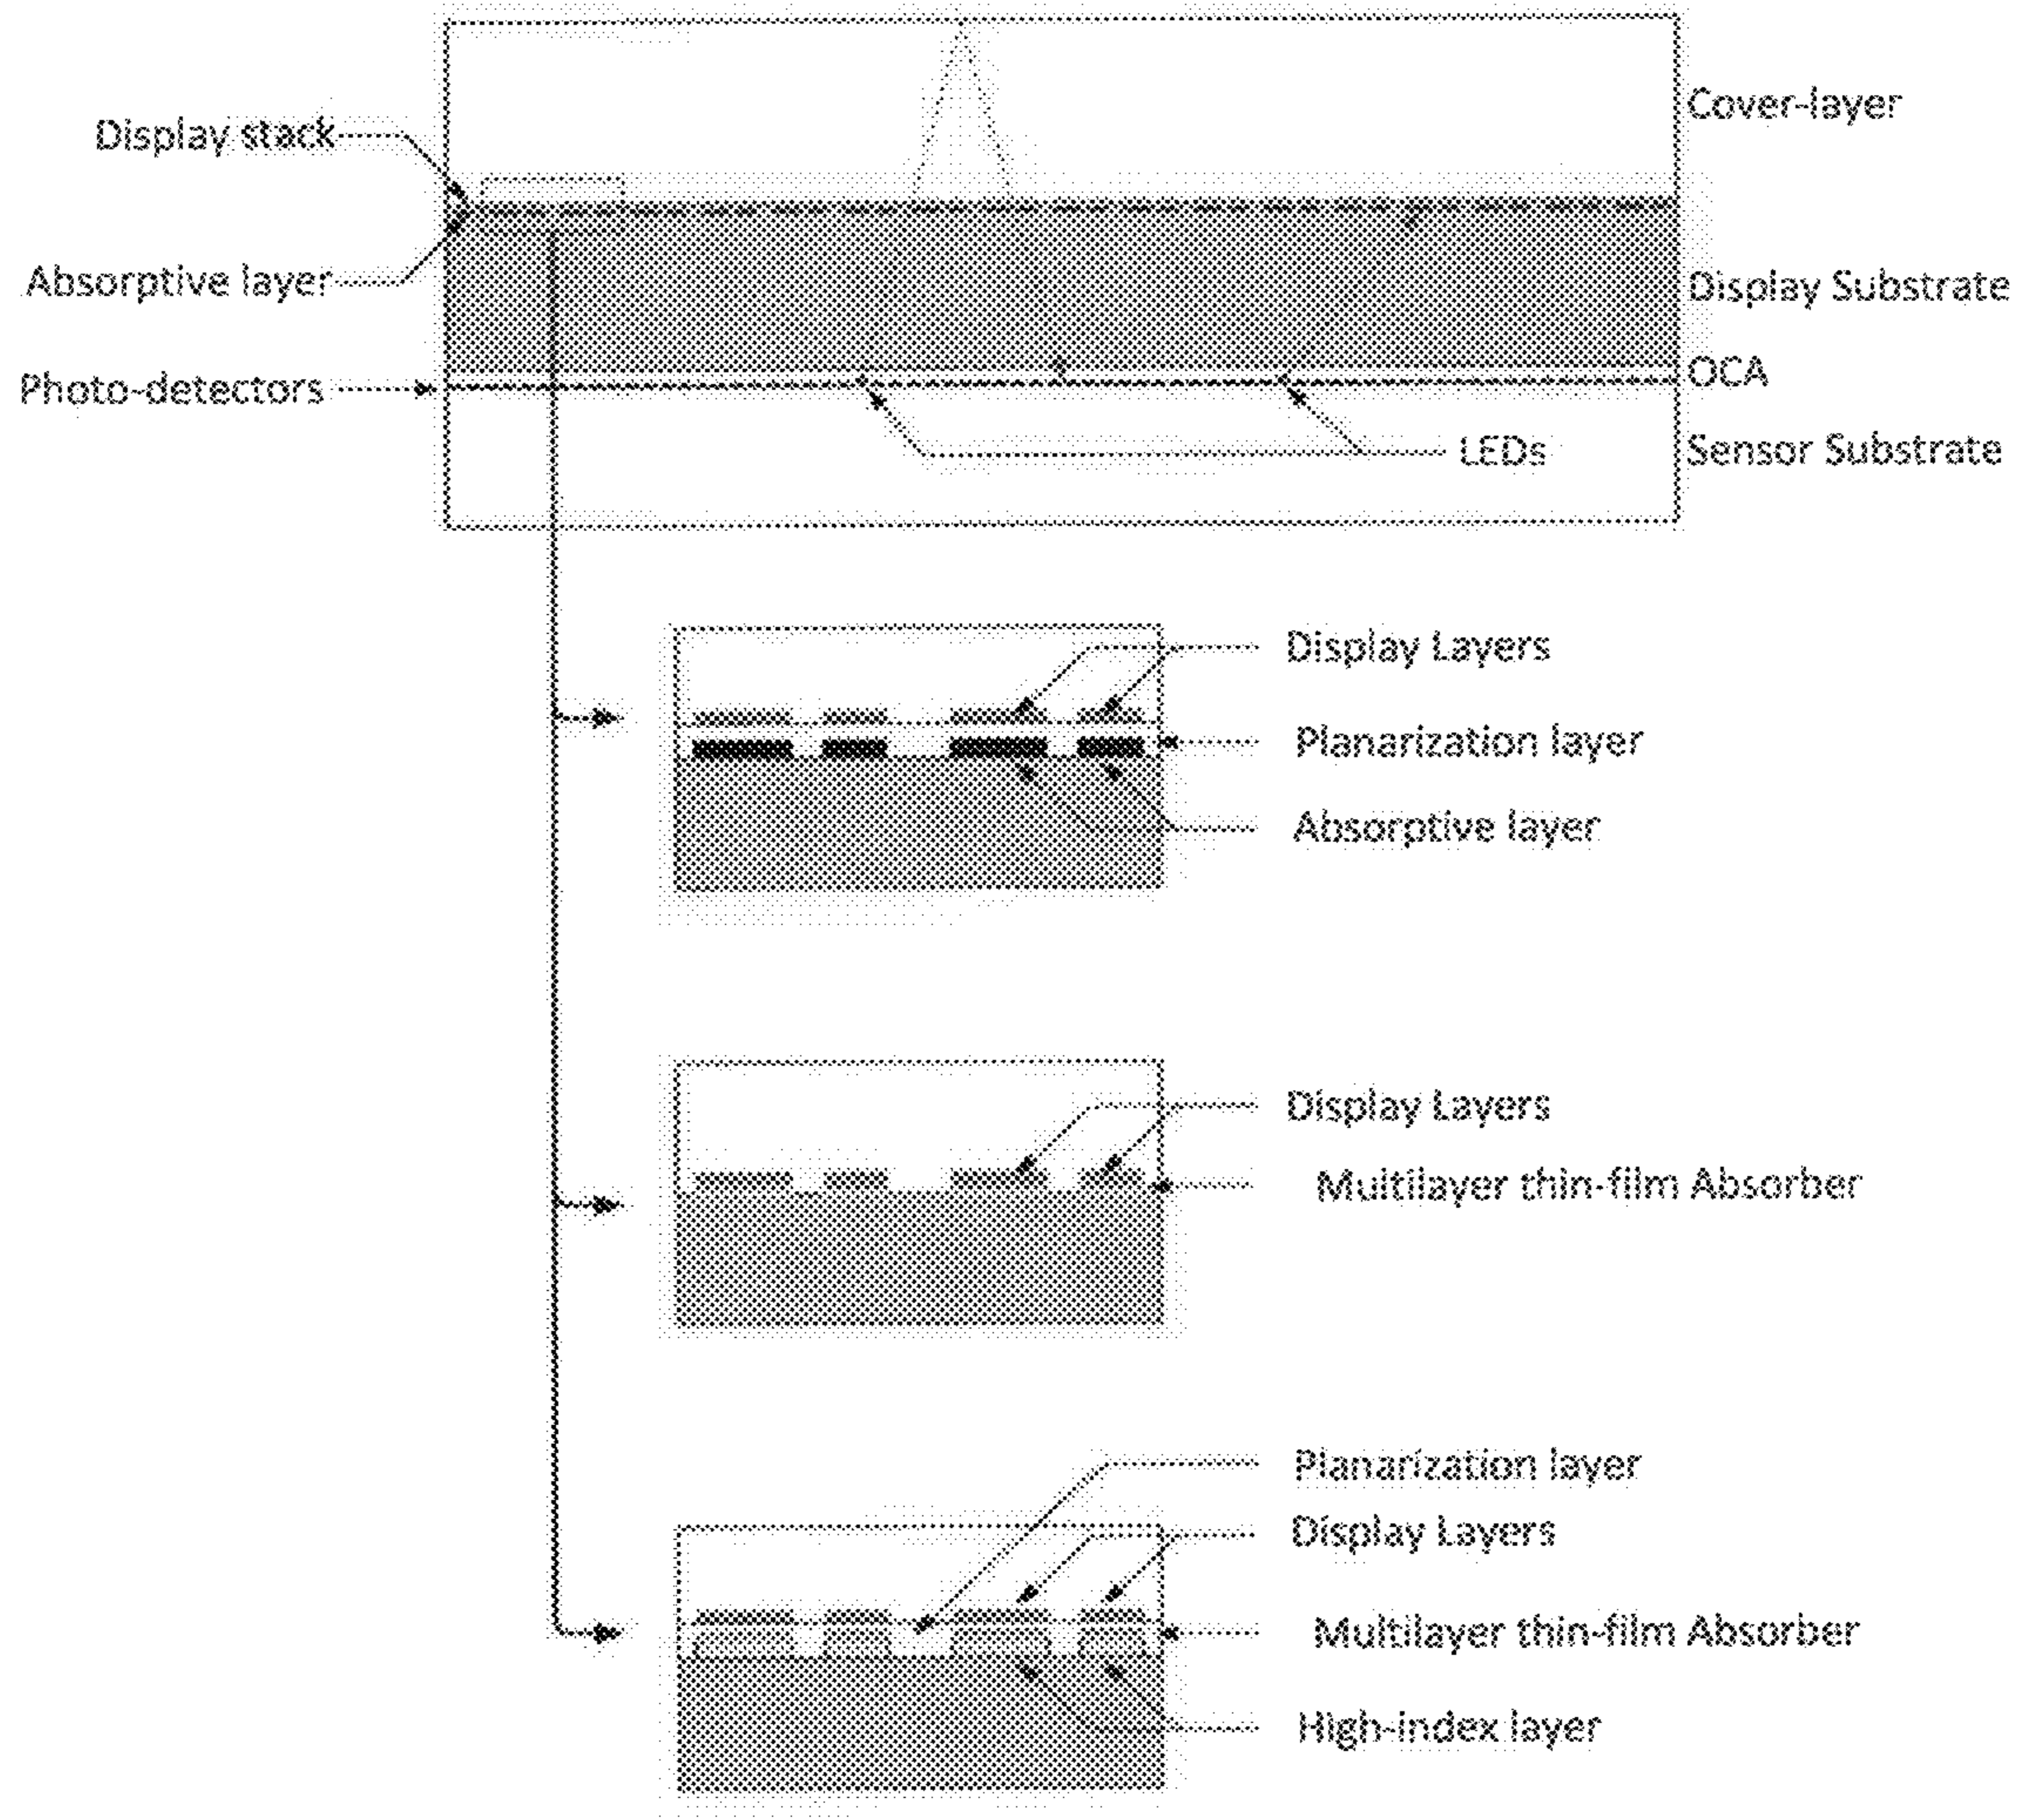 Cover-layer
Display stack
Absorptive layer
Display Substrate
OCA
Photo-detectors
LEDs
Sensor Substrate
Display Layers
Planarization layer
Absorptive layer
Display Layers
Multilayer thin-film Absorber
Planarization layer
Display Layers
Multilayer thin-film Absorber
High-index layer